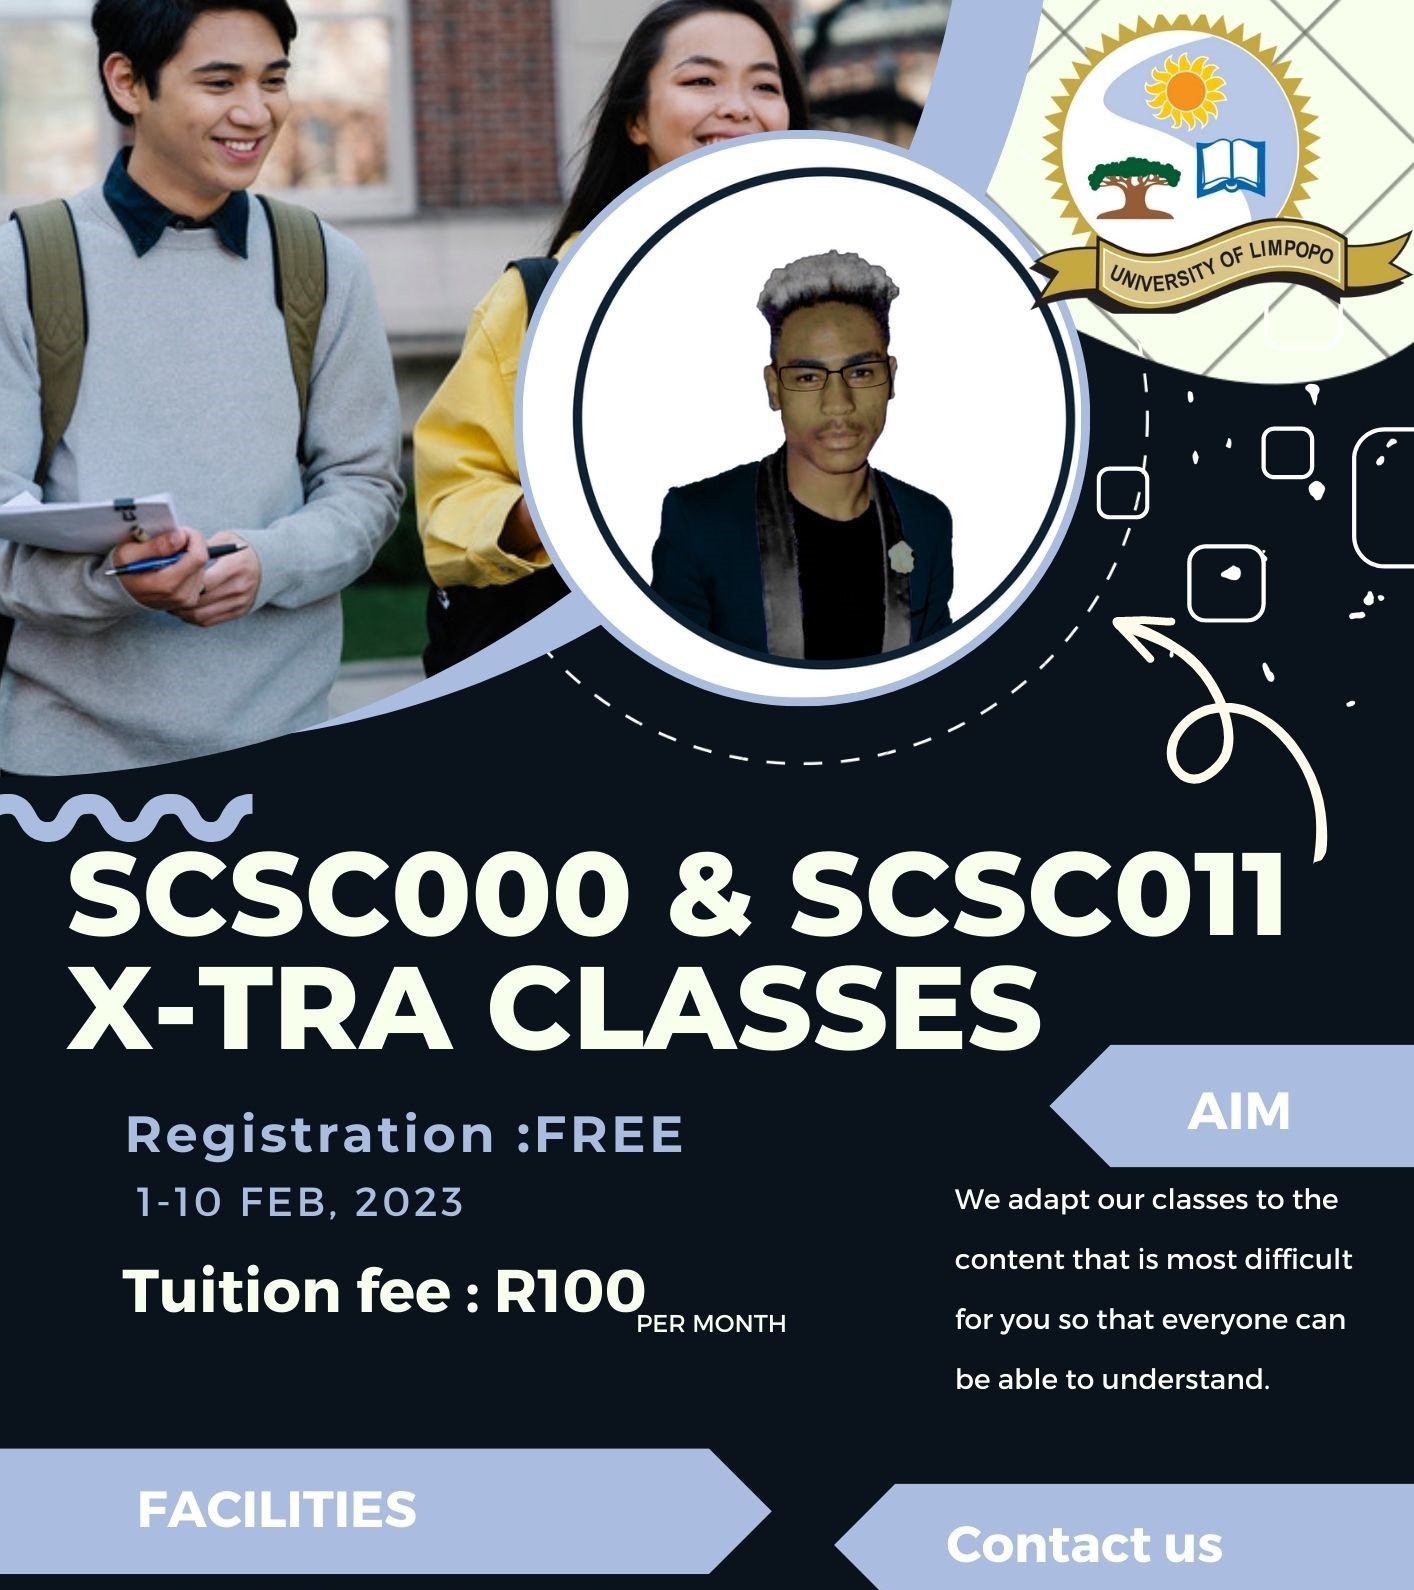 UNIVERSITY OF LIMPOPO
SCSC000 & SCSC011
X-TRA CLASSES
Registration :FREE
1-10 FEB, 2023
Tuition fee : R100
PER MONTH
AIM
We adapt our classes to the
content that is most difficult
for you so that everyone can
be able to understand.
FACILITIES
Contact us